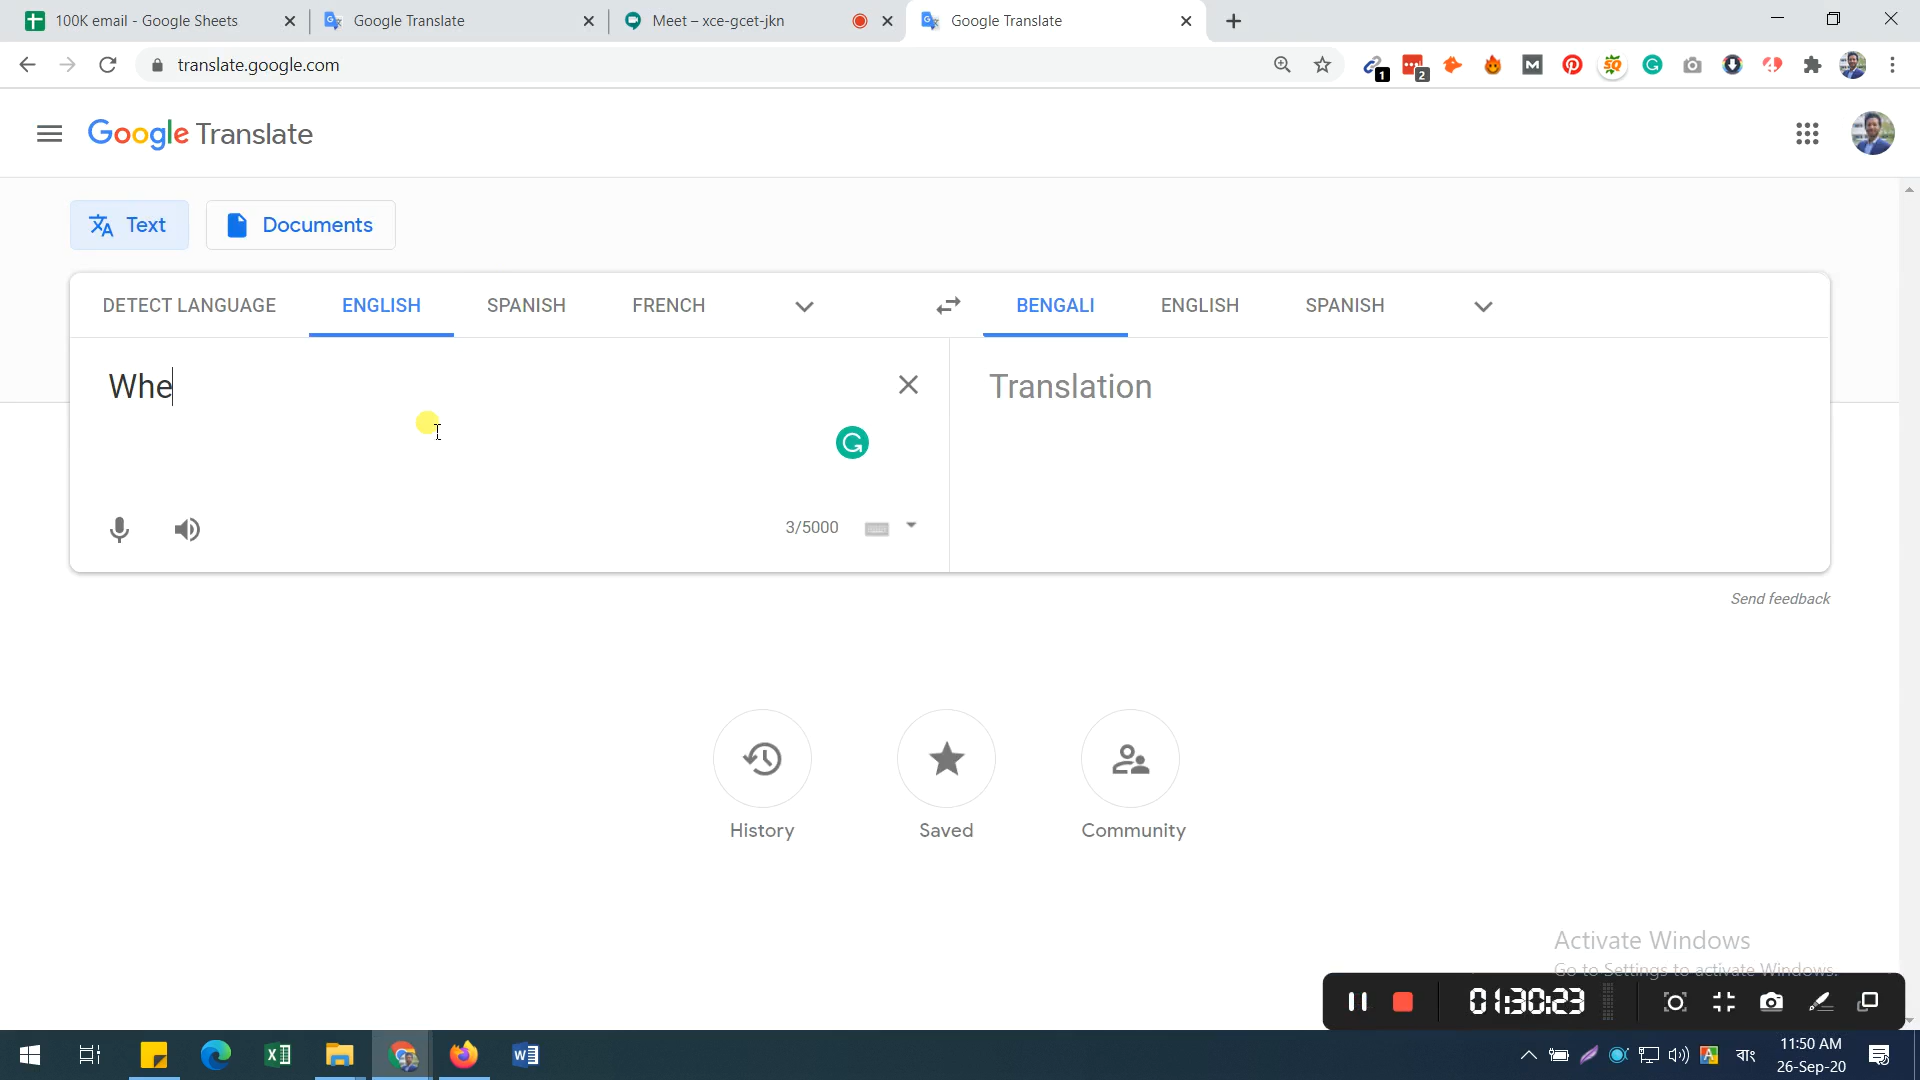 100K email - Google Sheets
Google Translate
Meet – xce-gcet-jkn
Google Translate
translate.google.com
1
2
Google Translate
Text
Documents
DETECT LANGUAGE
ENGLISH
SPANISH
FRENCH
BENGALI
ENGLISH
SPANISH
Whe
Translation
3/5000
Send feedback
History
Saved
Community
Activate Windows
Go to Settings to activate Windows.
01:30:23
বাং
11:50 AM
26-Sep-20